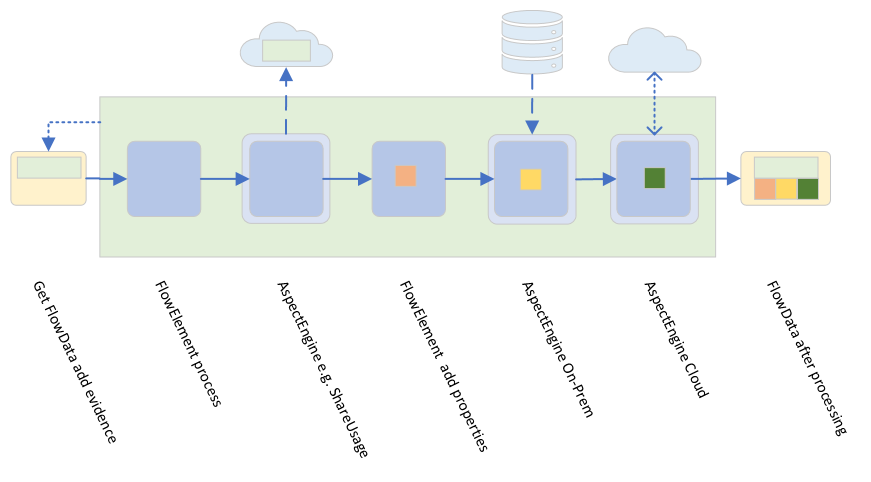 Get FlowData add evidence
FlowElement process
AspectEngine e.g. ShareUsage
FlowElement  add properties
AspectEngine On-Prem
AspectEngine Cloud
FlowData after processing